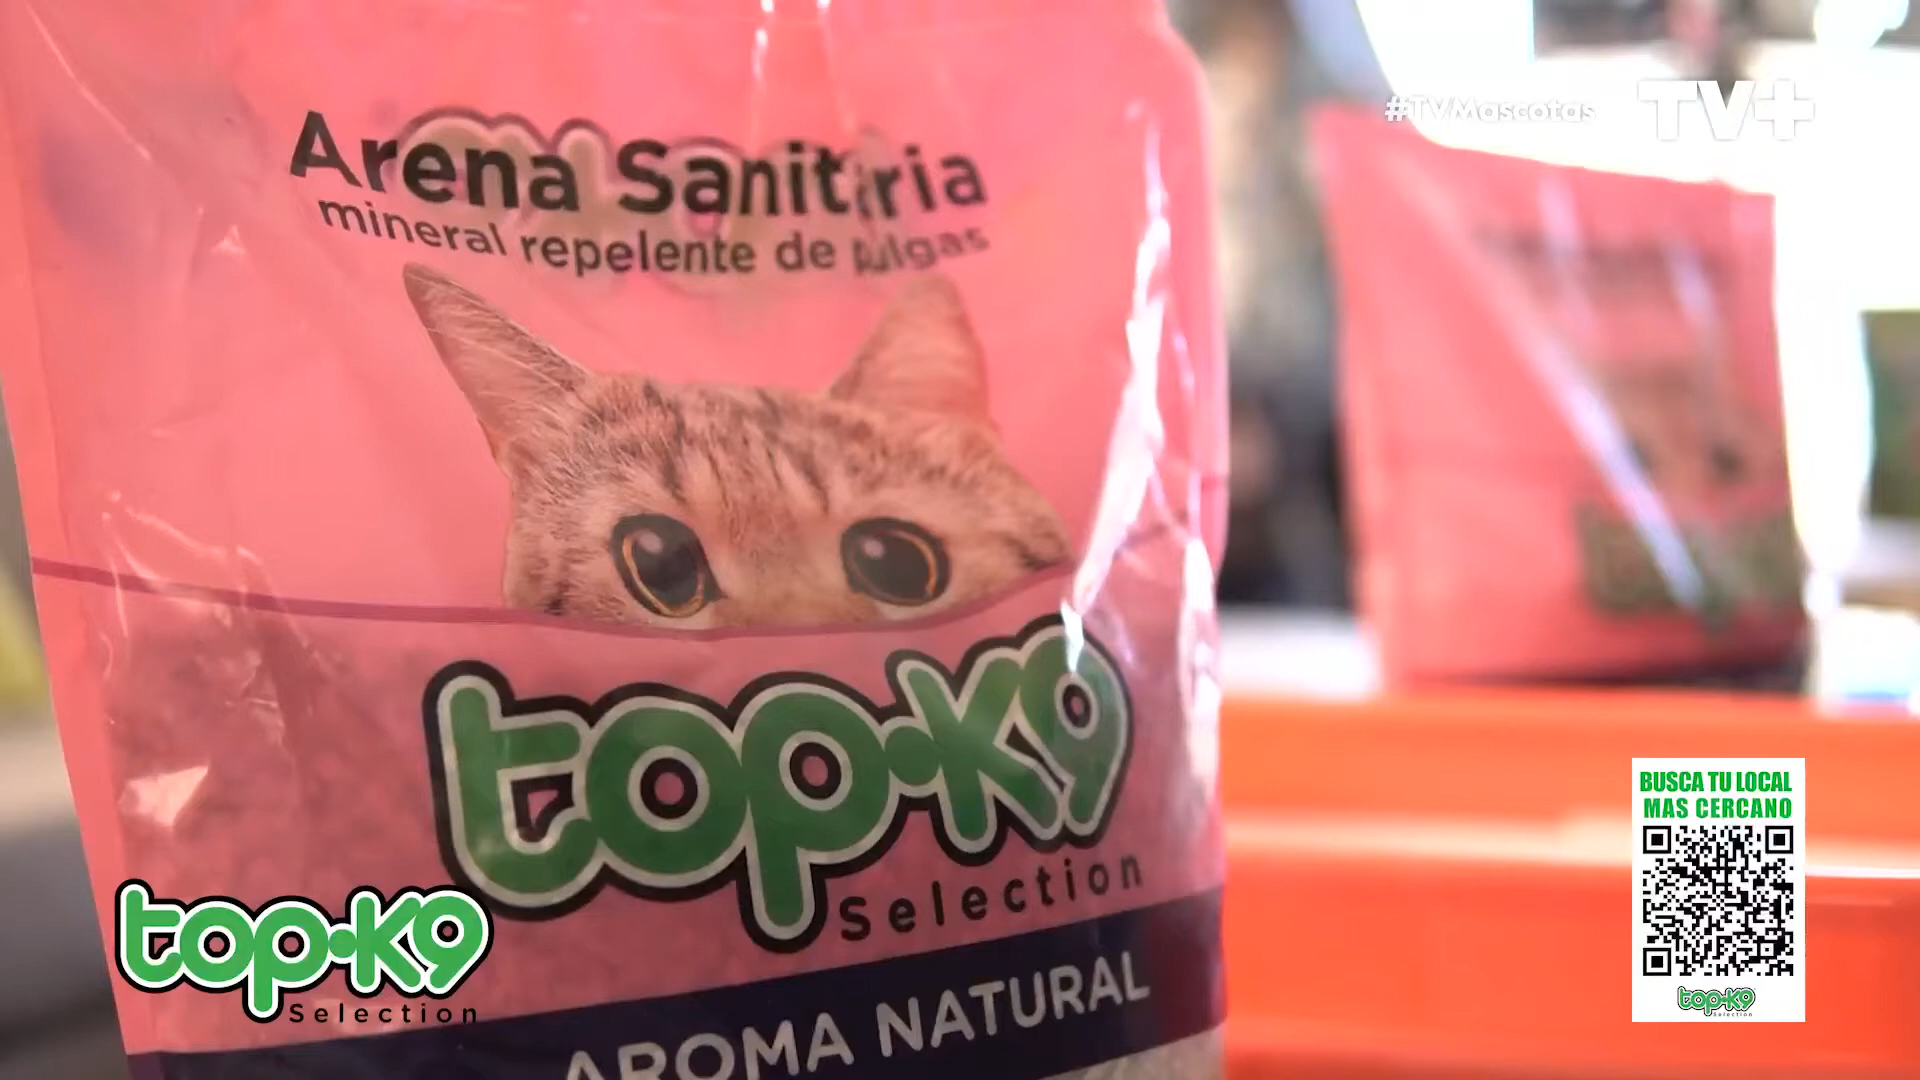 #TVMascotas
TV+
Arena Sanitaria
mineral repelente de pulgas
top·K9
Selection
AROMA NATURAL
top·K9
Selection
BUSCA TU LOCAL
MAS CERCANO
top·K9
Selection